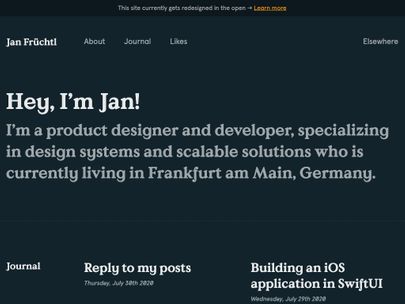 This site currently gets redesigned in the open → Learn more
Jan Früchtl
About
Journal
Likes
Elsewhere
Hey, I'm Jan!
I'm a product designer and developer, specializing
in design systems and scalable solutions who is
currently living in Frankfurt am Main, Germany.
Journal
Reply to my posts
Thursday, July 30th 2020
Building an iOS
application in SwiftUI
Wednesday, July 29th 2020